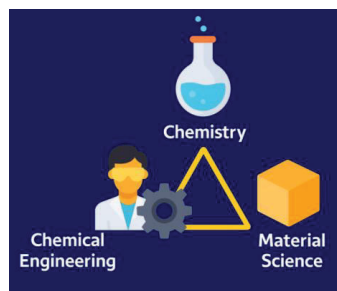 Chemistry
Chemical
Engineering
Material
Science